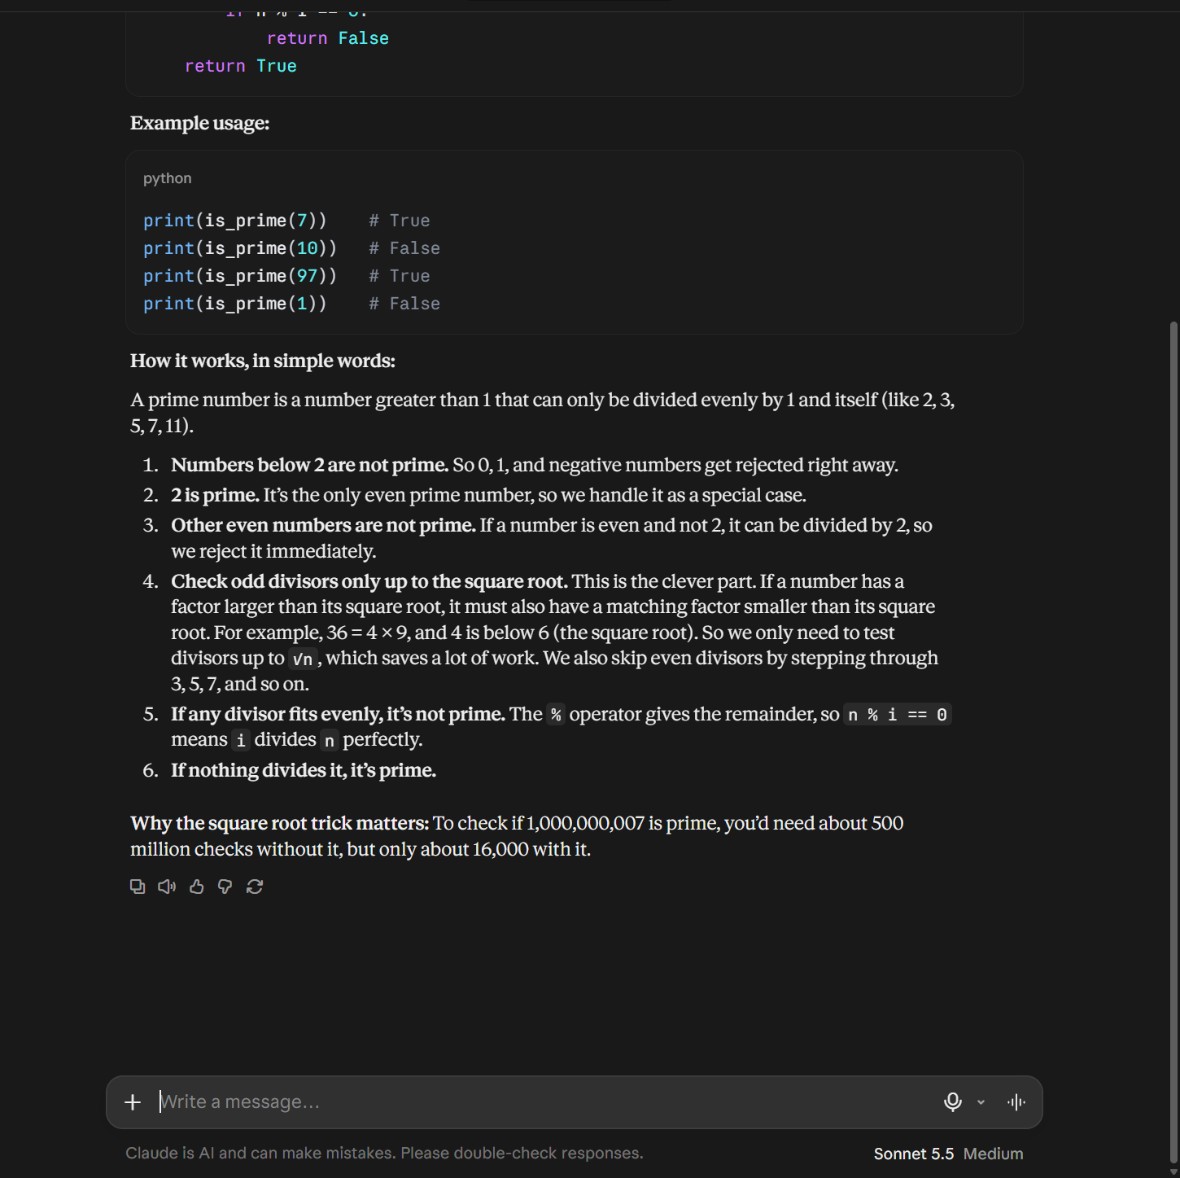 if n % i == 0:
return False
return True
Example usage:
python
print(is_prime(7))    # True
print(is_prime(10))   # False
print(is_prime(97))   # True
print(is_prime(1))    # False
How it works, in simple words:
A prime number is a number greater than 1 that can only be divided evenly by 1 and itself (like 2, 3,
5, 7, 11).
1. Numbers below 2 are not prime. So 0, 1, and negative numbers get rejected right away.
2. 2 is prime. It's the only even prime number, so we handle it as a special case.
3. Other even numbers are not prime. If a number is even and not 2, it can be divided by 2, so
we reject it immediately.
4. Check odd divisors only up to the square root. This is the clever part. If a number has a
factor larger than its square root, it must also have a matching factor smaller than its square
root. For example, 36 = 4 × 9, and 4 is below 6 (the square root). So we only need to test
divisors up to √n, which saves a lot of work. We also skip even divisors by stepping through
3, 5, 7, and so on.
5. If any divisor fits evenly, it's not prime. The % operator gives the remainder, so n % i == 0
means i divides n perfectly.
6. If nothing divides it, it's prime.
Why the square root trick matters: To check if 1,000,000,007 is prime, you'd need about 500
million checks without it, but only about 16,000 with it.
Write a message...
Claude is AI and can make mistakes. Please double-check responses.
Sonnet 5.5 Medium